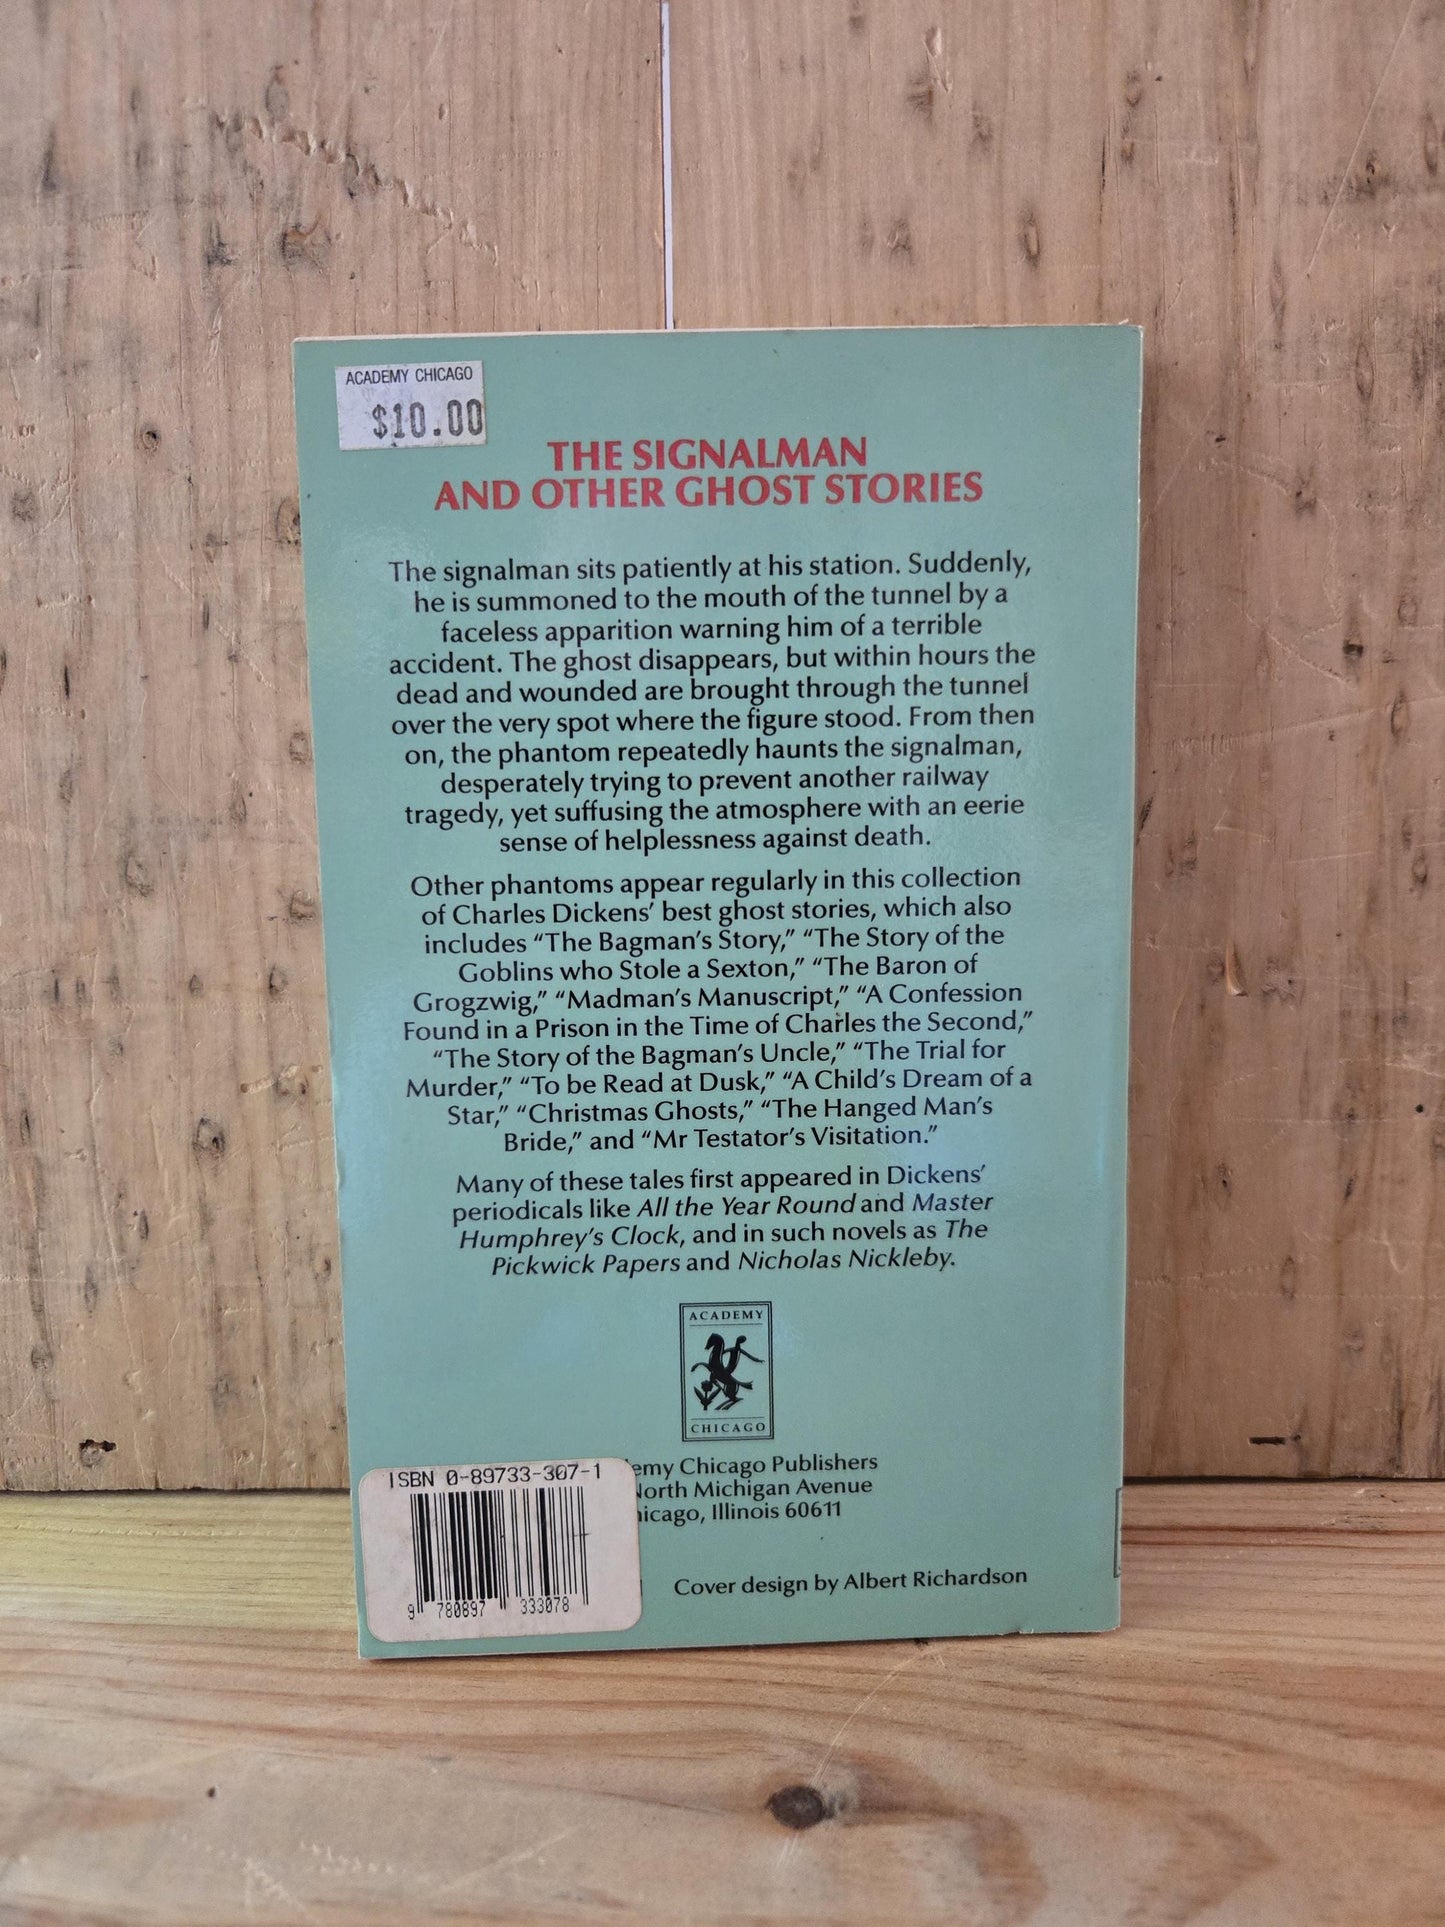 ACADEMY CHICAGO
$10.00
THE SIGNALMAN
AND OTHER GHOST STORIES
The signalman sits patiently at his station. Suddenly,
he is summoned to the mouth of the tunnel by a
faceless apparition warning him of a terrible
accident. The ghost disappears, but within hours the
dead and wounded are brought through the tunnel
over the very spot where the figure stood. From then
on, the phantom repeatedly haunts the signalman,
desperately trying to prevent another railway
tragedy, yet suffusing the atmosphere with an eerie
sense of helplessness against death.
Other phantoms appear regularly in this collection
of Charles Dickens’ best ghost stories, which also
includes “The Bagman’s Story,” “The Story of the
Goblins who Stole a Sexton,” “The Baron of
Grogzwig,” “Madman’s Manuscript,” “A Confession
Found in a Prison in the Time of Charles the Second,”
“The Story of the Bagman’s Uncle,” “The Trial for
Murder,” “To be Read at Dusk,” “A Child’s Dream of a
Star,” “Christmas Ghosts,” “The Hanged Man’s
Bride,” and “Mr Testator’s Visitation.”
Many of these tales first appeared in Dickens’
periodicals like All the Year Round and Master
Humphrey’s Clock, and in such novels as The
Pickwick Papers and Nicholas Nickleby.
ACADEMY
CHICAGO
emy Chicago Publishers
North Michigan Avenue
icago, Illinois 60611
ISBN 0-89733-307-1
9 780897 333078
Cover design by Albert Richardson